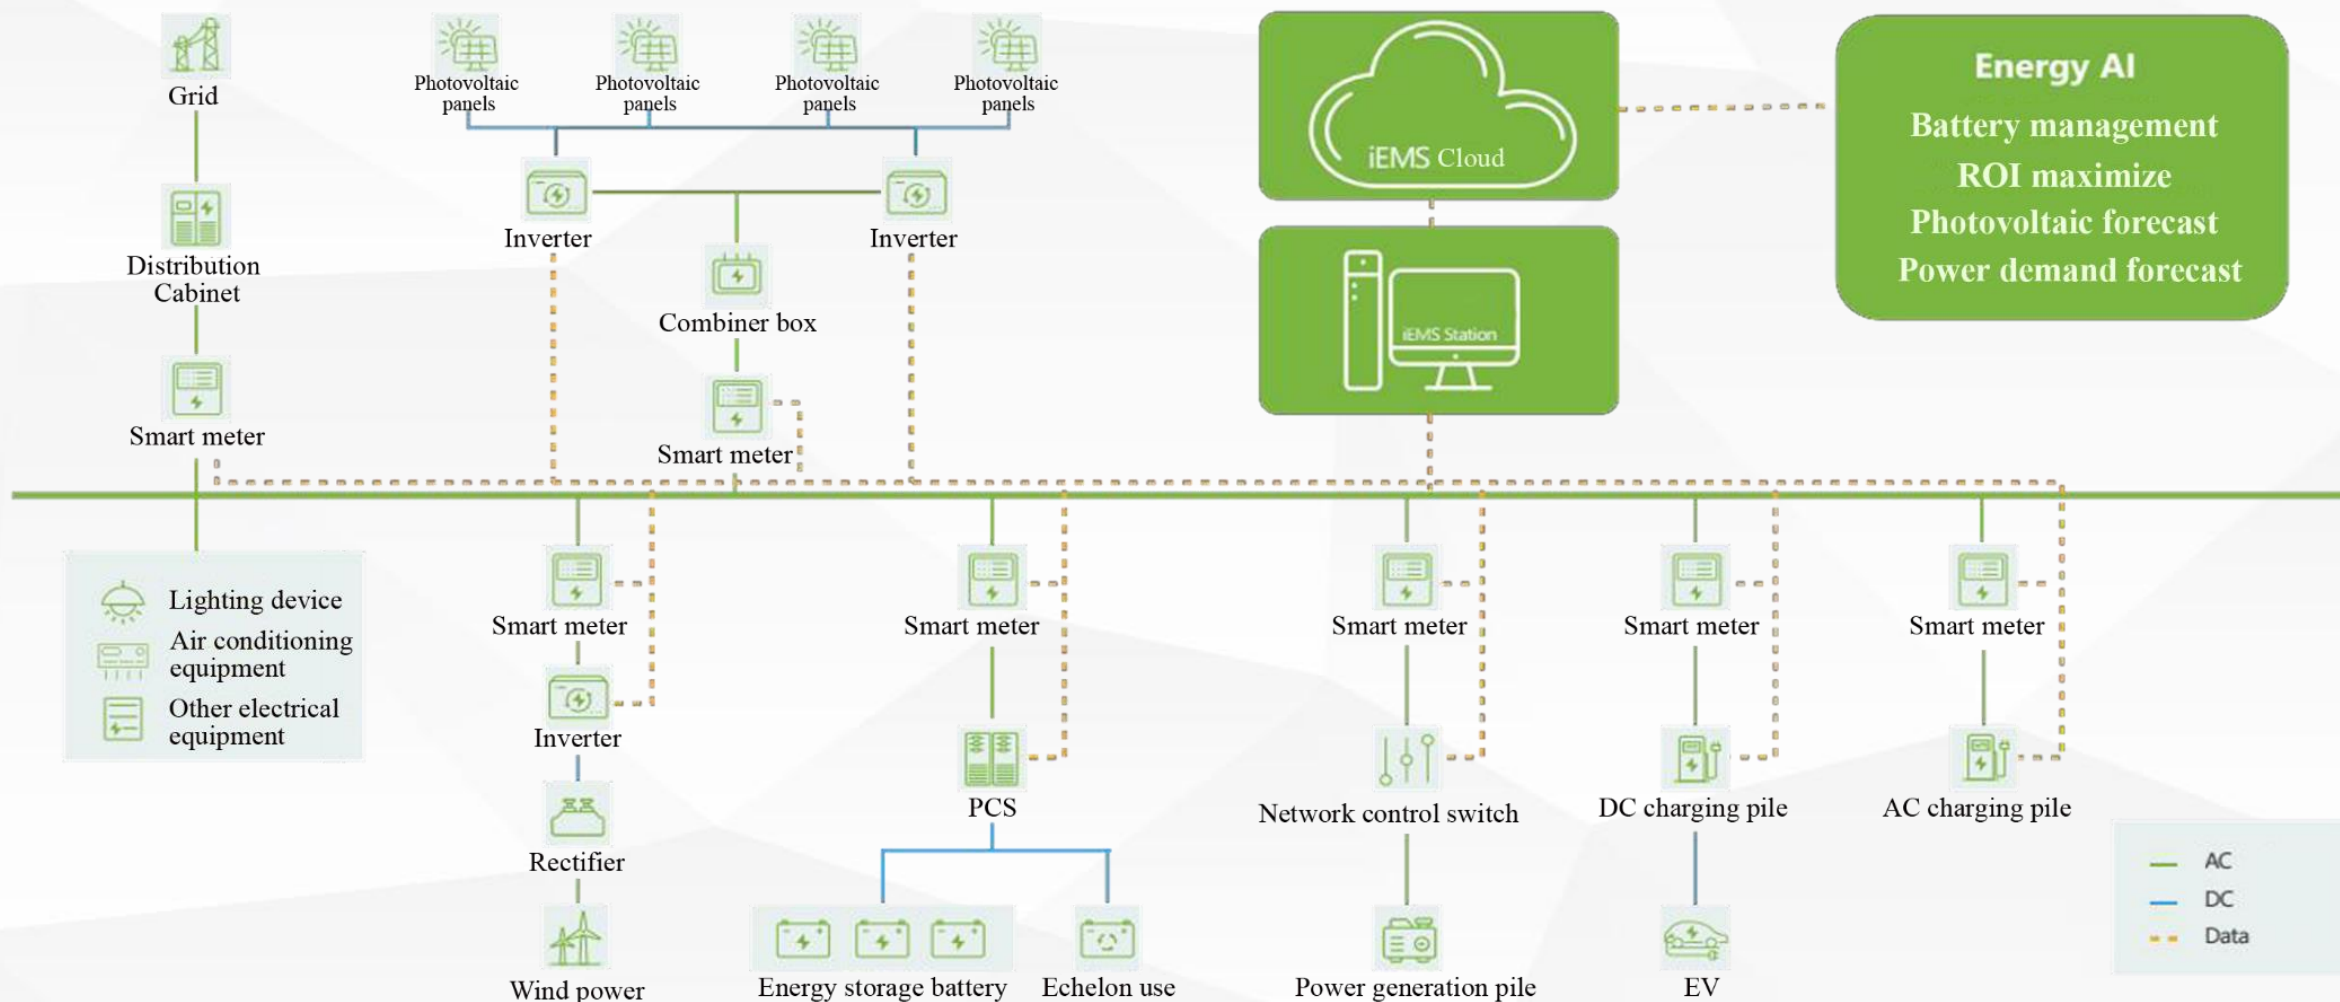 Grid
Photovoltaic
panels
Photovoltaic
panels
Photovoltaic
panels
Photovoltaic
panels
iEMS Cloud
Energy AI
Battery management
ROI maximize
Photovoltaic forecast
Power demand forecast
Distribution
Cabinet
Inverter
Inverter
Combiner box
iEMS Station
Smart meter
Smart meter
Lighting device
Air conditioning
equipment
Other electrical
equipment
Smart meter
Smart meter
Smart meter
Smart meter
Smart meter
Inverter
PCS
Network control switch
DC charging pile
AC charging pile
Rectifier
Wind power
Energy storage battery
Echelon use
Power generation pile
EV
AC
DC
Data